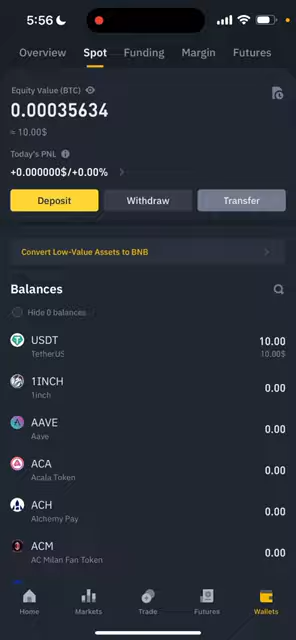 5:56
Overview Spot Funding Margin Futures
Equity Value (BTC)
0.00035634
≈ 10.00$
Today's PNL
+0.000000$/+0.00%
Deposit Withdraw Transfer
Convert Low-Value Assets to BNB
Balances
Hide 0 balances
USDT 10.00
TetherUS 10.00$
1INCH 0.00
1inch
AAVE 0.00
Aave
ACA 0.00
Acala Token
ACH 0.00
Alchemy Pay
ACM 0.00
AC Milan Fan Token
Home Markets Trade Futures Wallets